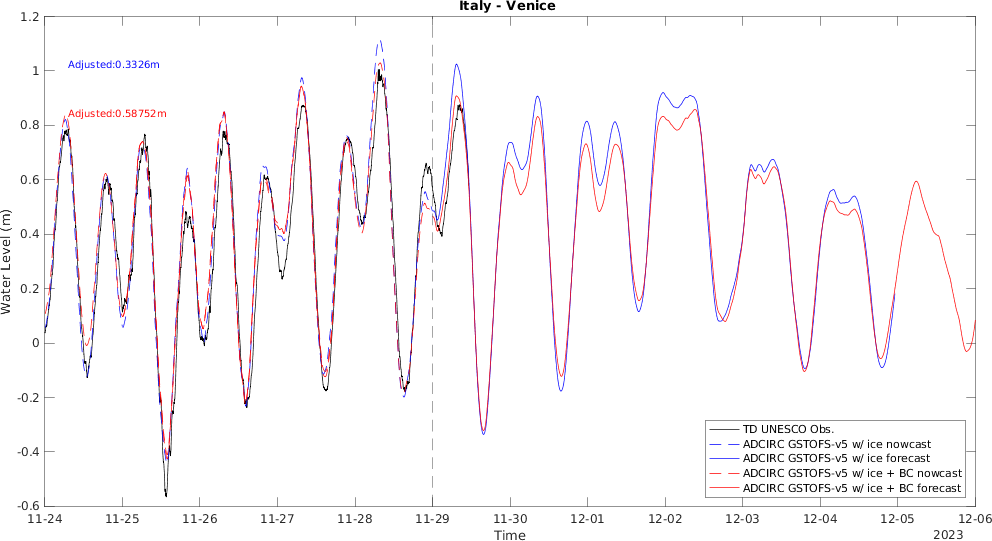 Italy - Venice
1.2
1
0.8
0.6
0.4
0.2
0
-0.2
-0.4
-0.6
Water Level (m)
Adjusted:0.3326m
Adjusted:0.58752m
TD UNESCO Obs.
ADCIRC GSTOFS-v5 w/ ice nowcast
ADCIRC GSTOFS-v5 w/ ice forecast
ADCIRC GSTOFS-v5 w/ ice + BC nowcast
ADCIRC GSTOFS-v5 w/ ice + BC forecast
11-24 11-25 11-26 11-27 11-28 11-29 11-30 12-01 12-02 12-03 12-04 12-05 12-06
Time
2023